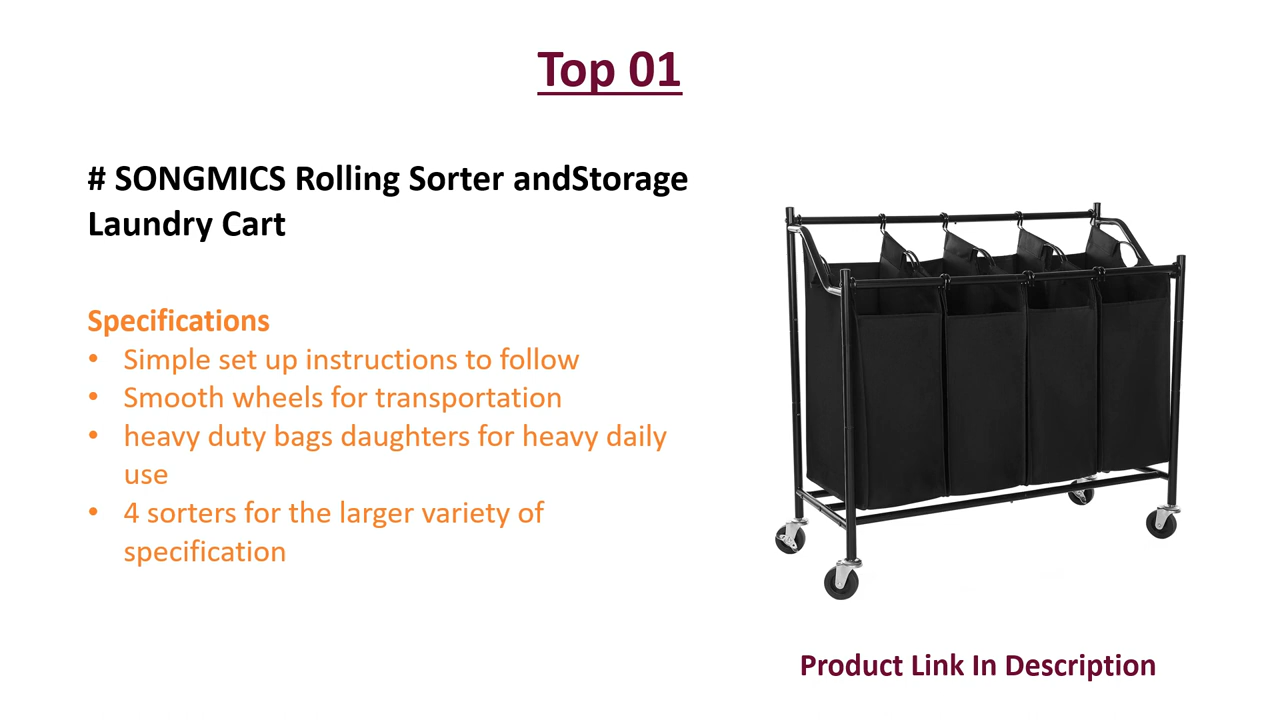 Top 01
# SONGMICS Rolling Sorter andStorage
Laundry Cart
Specifications
• Simple set up instructions to follow
• Smooth wheels for transportation
• heavy duty bags daughters for heavy daily
use
• 4 sorters for the larger variety of
specification
Product Link In Description